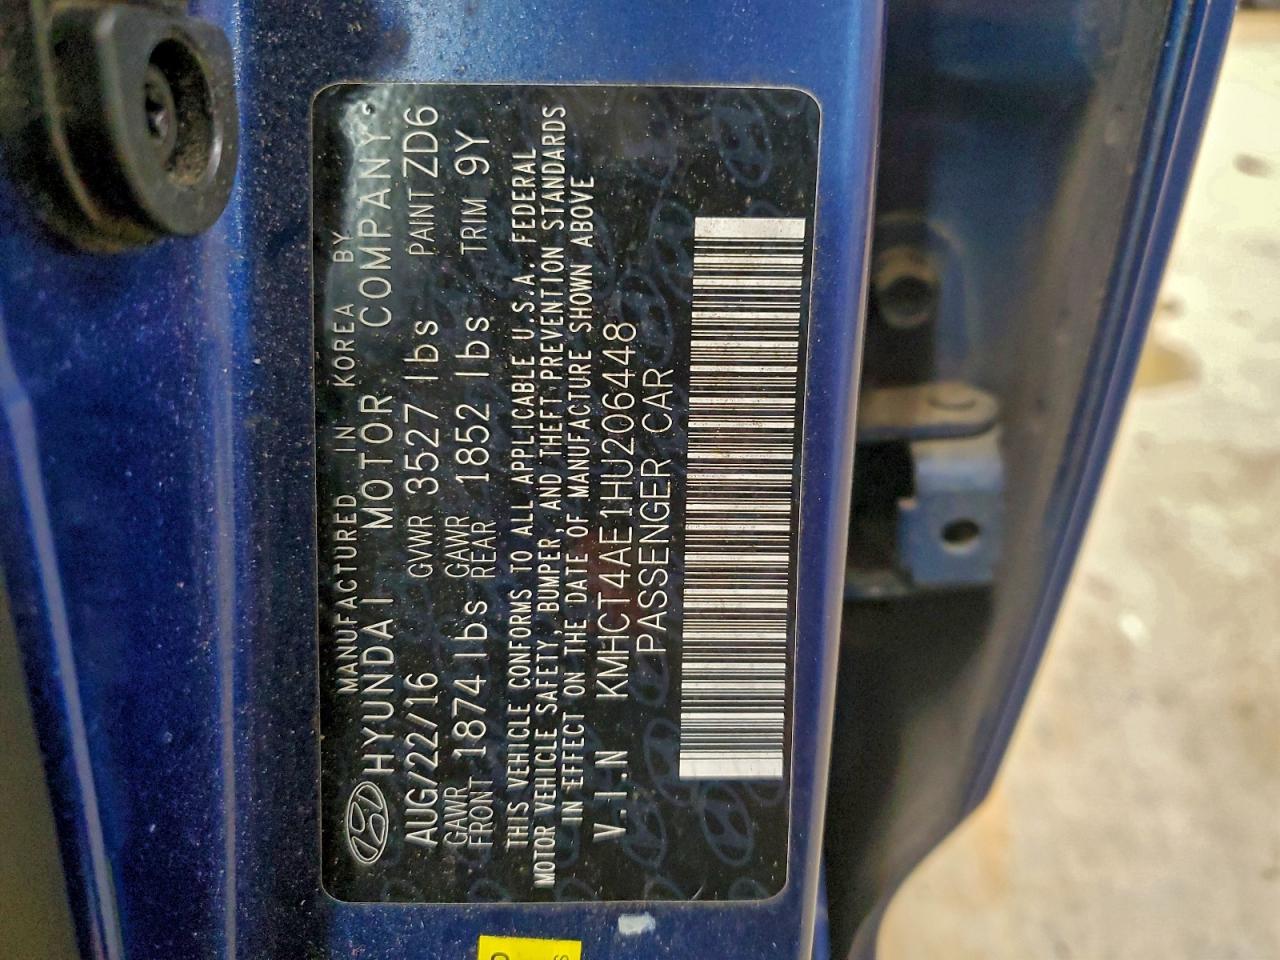 MANUFACTURED IN KOREA BY
HYUNDAI MOTOR COMPANY
AUG/22/16 GVWR 3527 lbs PAINT ZD6
GAWR FRONT 1874 lbs GAWR REAR 1852 lbs TRIM 9Y
THIS VEHICLE CONFORMS TO ALL APPLICABLE U.S.A. FEDERAL
MOTOR VEHICLE SAFETY, BUMPER, AND THEFT PREVENTION STANDARDS
IN EFFECT ON THE DATE OF MANUFACTURE SHOWN ABOVE
V.I.N KMHCT4AE1HU206448
PASSENGER CAR